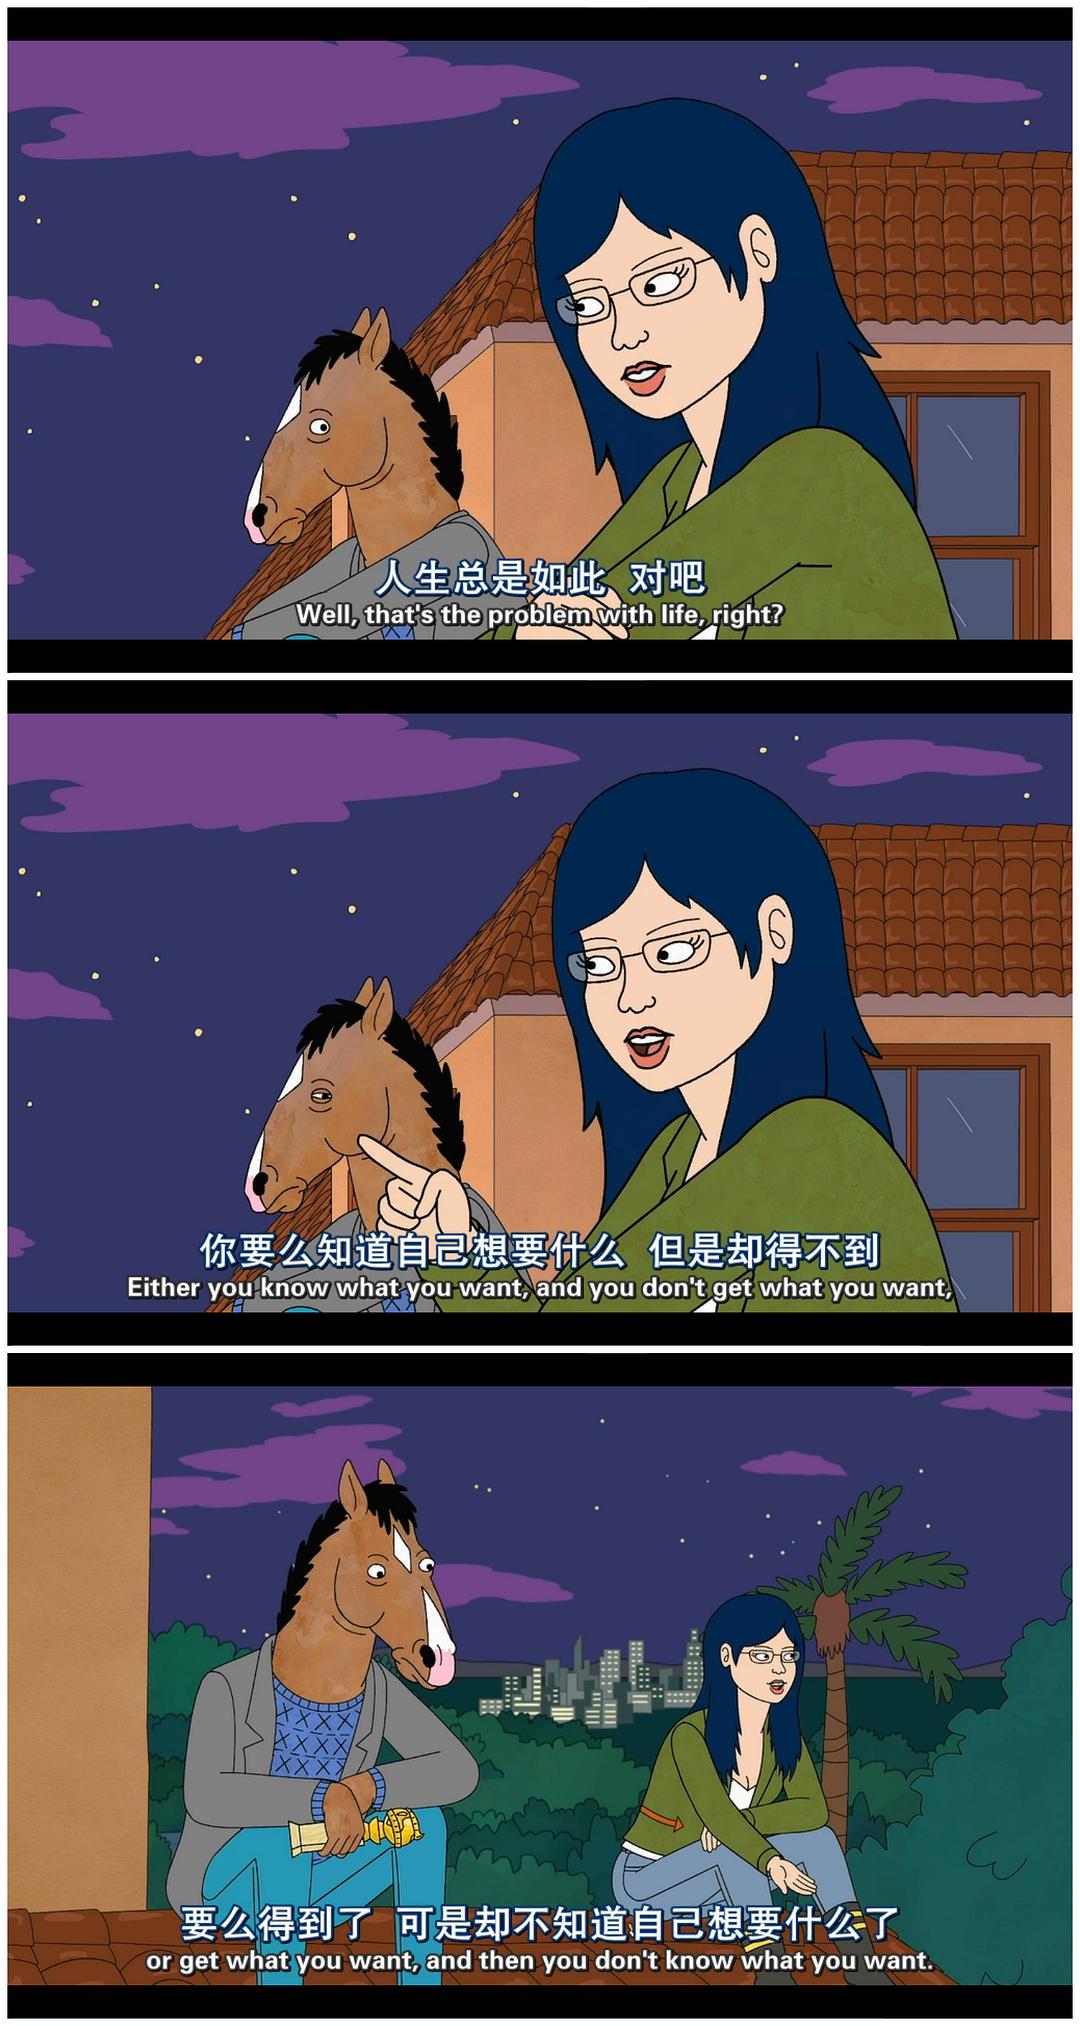 人生总是如此 对吧
Well, that's the problem with life, right?
你要么知道自己想要什么 但是却得不到
Either you know what you want, and you don't get what you want,
要么得到了 可是却不知道自己想要什么了
or get what you want, and then you don't know what you want.